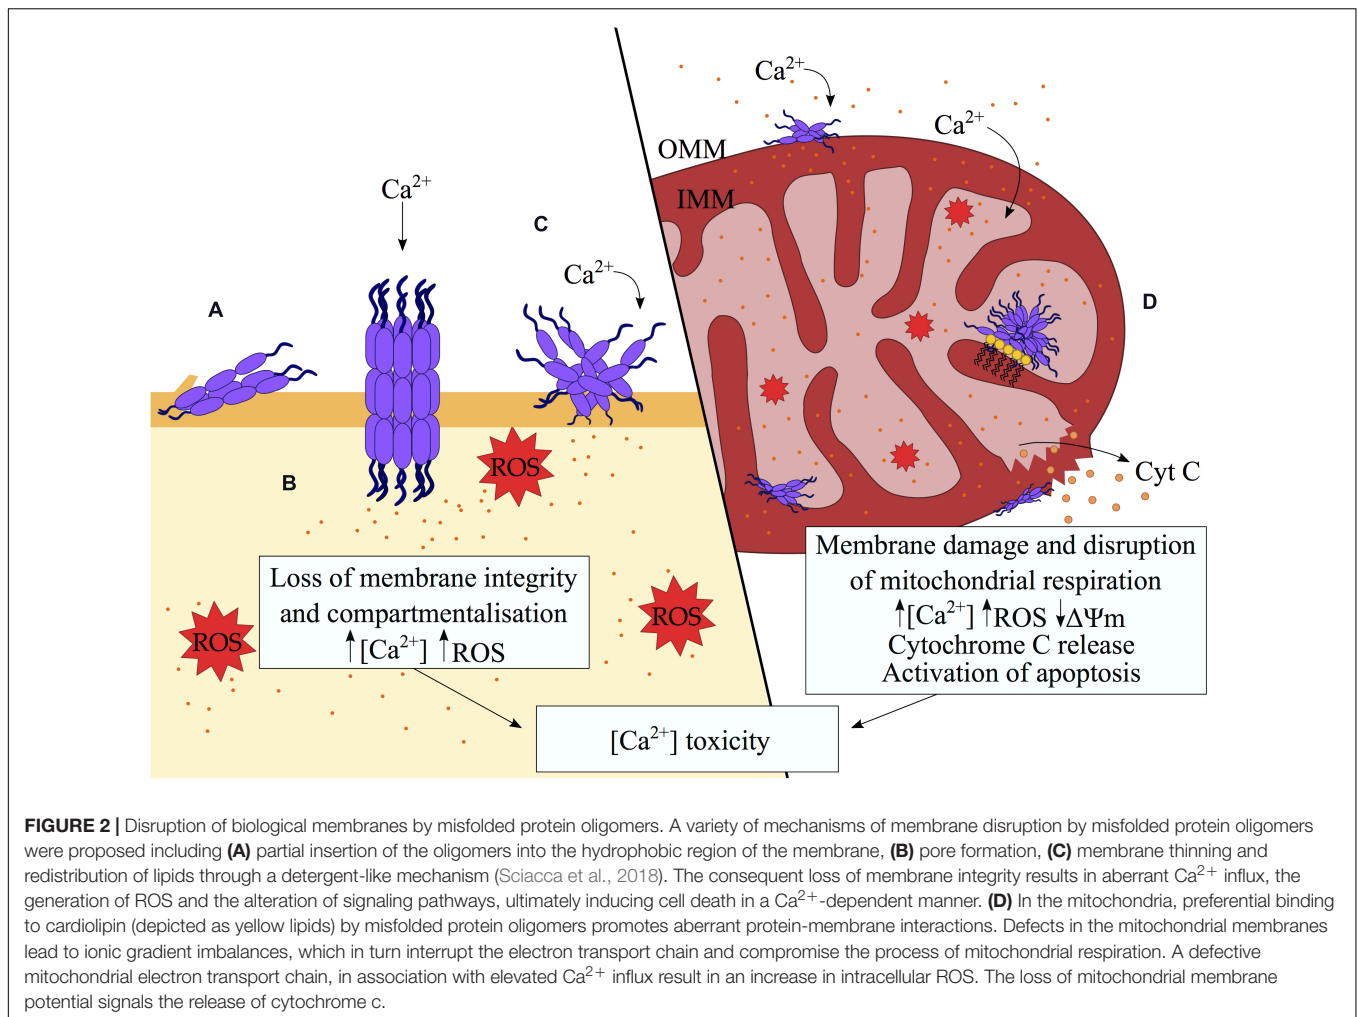 Ca2+
OMM
Ca2+
IMM
Ca2+
C
Ca2+
D
A
B
ROS
Cyt C
Loss of membrane integrity
and compartmentalisation
↑[Ca2+] ↑ROS
ROS
ROS
Membrane damage and disruption
of mitochondrial respiration
↑[Ca2+] ↑ROS ↓ΔΨm
Cytochrome C release
Activation of apoptosis
[Ca2+] toxicity
FIGURE 2 | Disruption of biological membranes by misfolded protein oligomers. A variety of mechanisms of membrane disruption by misfolded protein oligomers
were proposed including (A) partial insertion of the oligomers into the hydrophobic region of the membrane, (B) pore formation, (C) membrane thinning and
redistribution of lipids through a detergent-like mechanism (Sciacca et al., 2018). The consequent loss of membrane integrity results in aberrant Ca2+ influx, the
generation of ROS and the alteration of signaling pathways, ultimately inducing cell death in a Ca2+-dependent manner. (D) In the mitochondria, preferential binding
to cardiolipin (depicted as yellow lipids) by misfolded protein oligomers promotes aberrant protein-membrane interactions. Defects in the mitochondrial membranes
lead to ionic gradient imbalances, which in turn interrupt the electron transport chain and compromise the process of mitochondrial respiration. A defective
mitochondrial electron transport chain, in association with elevated Ca2+ influx result in an increase in intracellular ROS. The loss of mitochondrial membrane
potential signals the release of cytochrome c.